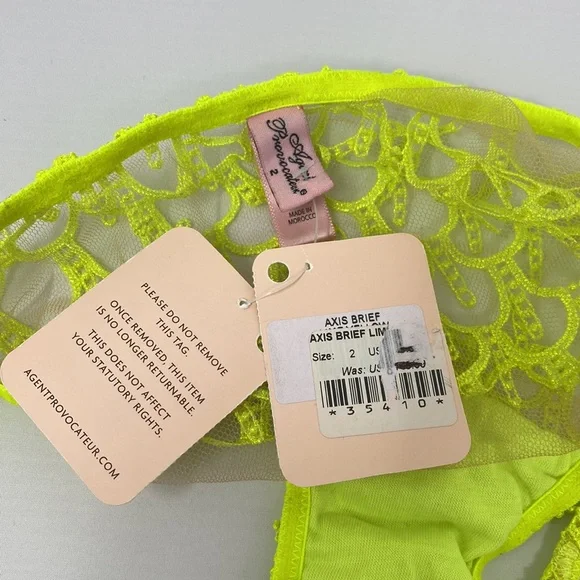 Agent
Provocateur®
2
MADE IN
MOROCCO
PLEASE DO NOT REMOVE
THIS TAG.
ONCE REMOVED THIS ITEM
IS NO LONGER RETURNABLE.
THIS DOES NOT AFFECT
YOUR STATUTORY RIGHTS.
AGENTPROVOCATEUR.COM
AXIS BRIEF
AXIS BRIEF LIM
Size: 2 US
Was: US
*35410*